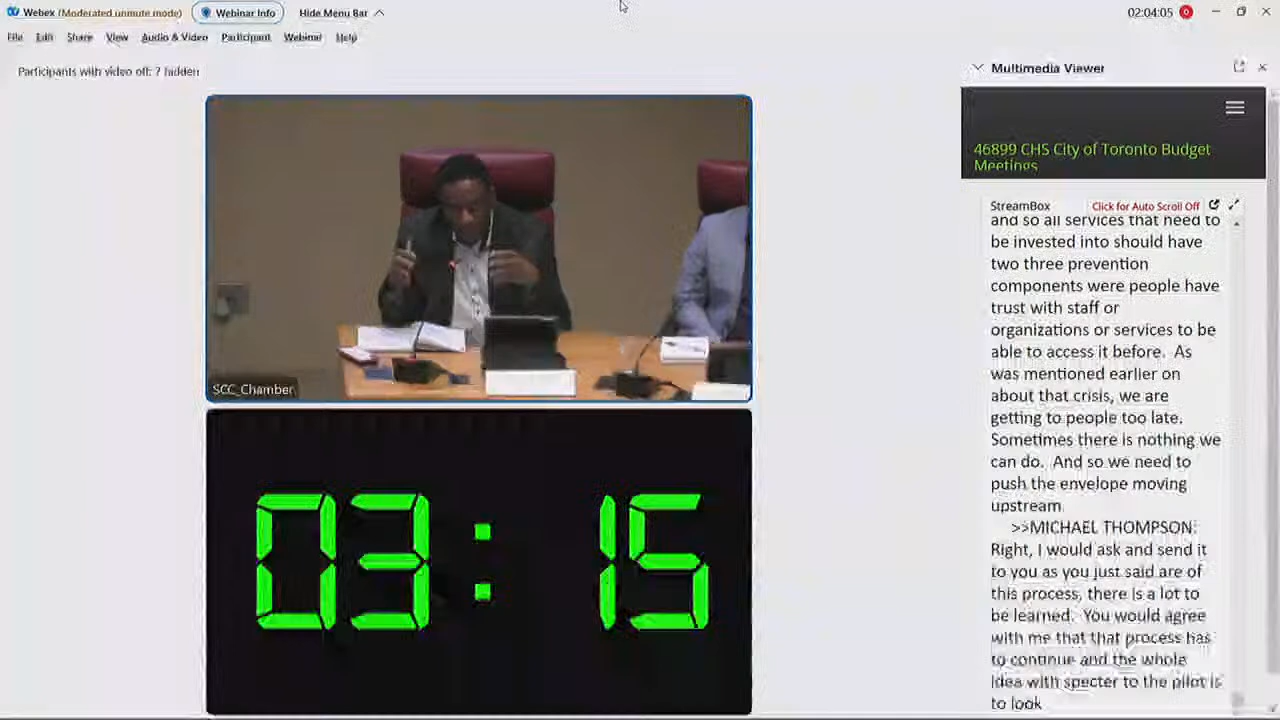 Webex (Moderated unmute mode) Webinar Info Hide Menu Bar 02:04:05
File Edit Share View Audio & Video Participant Webinar Help
Participants with video off: 7 hidden
Multimedia Viewer
46899 CHS City of Toronto Budget
Meetings
StreamBox Click for Auto Scroll Off
and so all services that need to
be invested into should have
two three prevention
components were people have
trust with staff or
organizations or services to be
able to access it before. As
was mentioned earlier on
about that crisis, we are
getting to people too late.
Sometimes there is nothing we
can do. And so we need to
push the envelope moving
upstream.
>>MICHAEL THOMPSON:
Right, I would ask and send it
to you as you just said are of
this process, there is a lot to
be learned. You would agree
with me that that process has
to continue and the whole
idea with specter to the pilot is
to look
SCC_Chamber
03:15